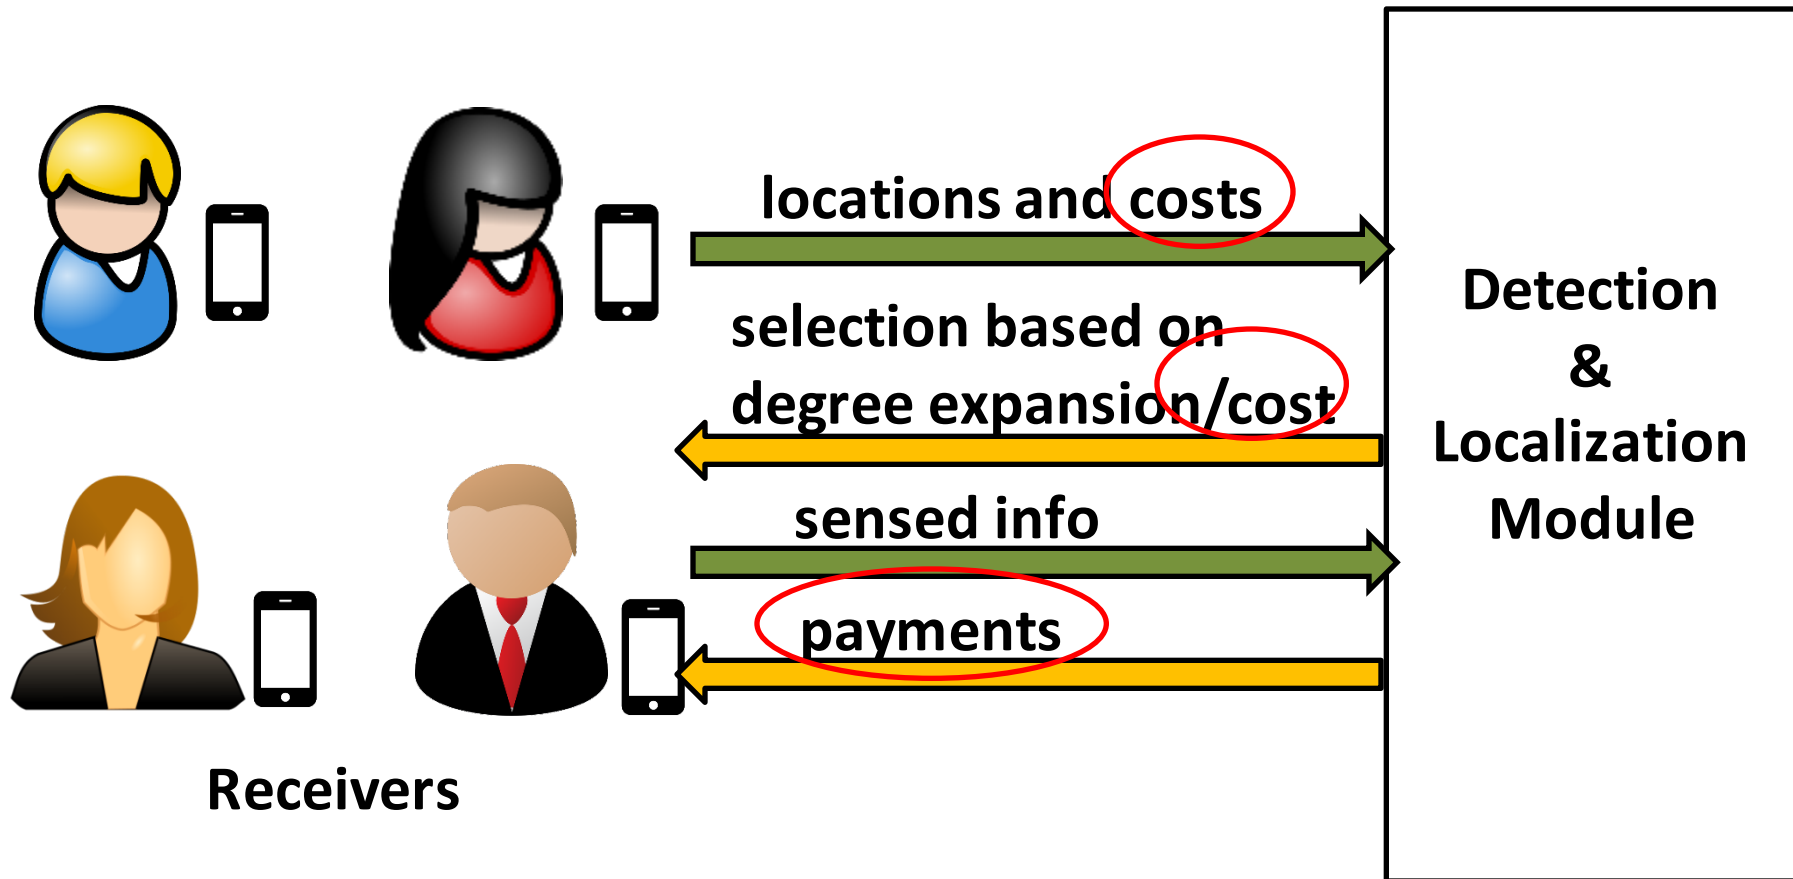 locations and costs
selection based on
degree expansion/cost
sensed info
payments
Detection
&
Localization
Module
Receivers